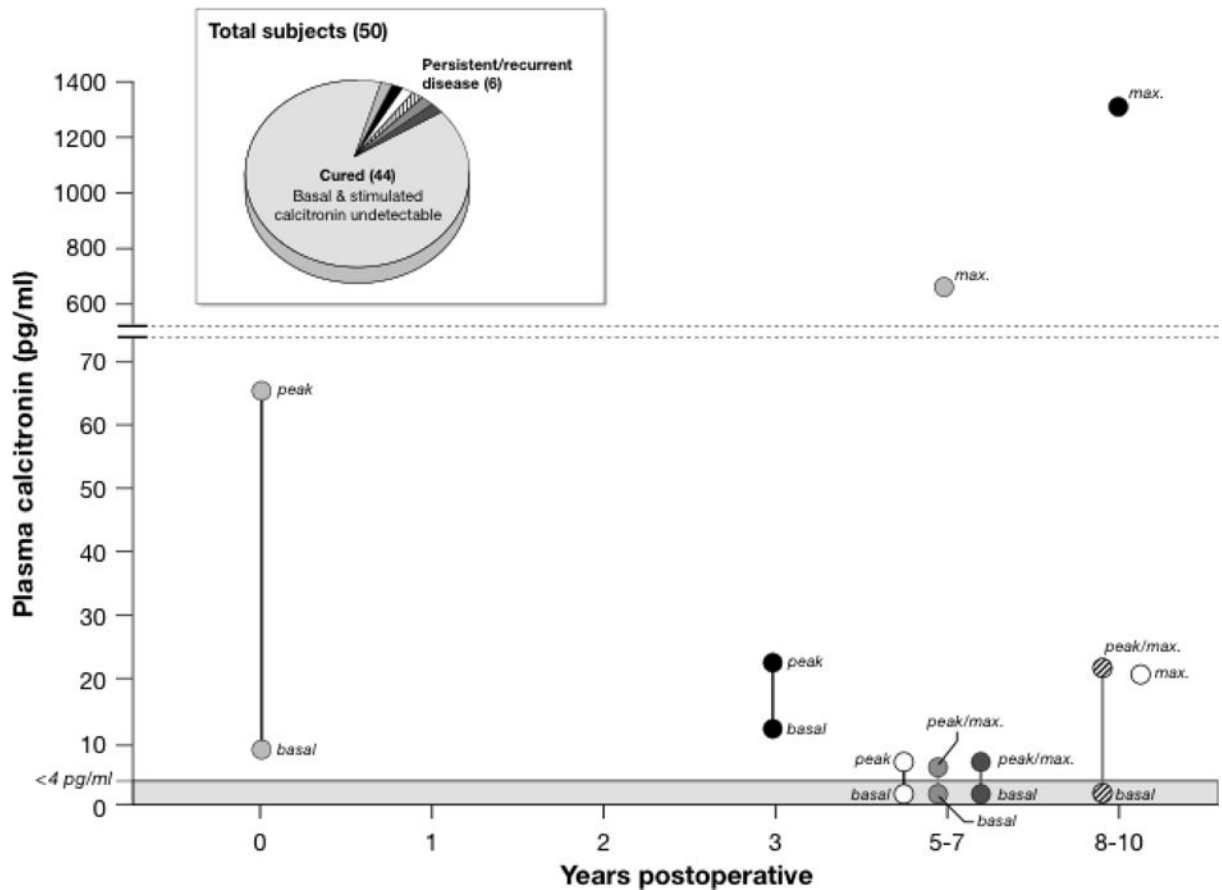 Total subjects (50)
Persistent/recurrent
disease (6)
Cured (44)
Basal & stimulated
calcitronin undetectable
Plasma calcitronin (pg/ml)
1400
1200
1000
800
600
70
60
50
40
30
20
10
<4 pg/ml
0
max.
max.
peak
basal
peak
basal
peak
basal
peak/max.
basal
peak/max.
basal
peak/max.
basal
max.
0
1
2
3
5-7
8-10
Years postoperative